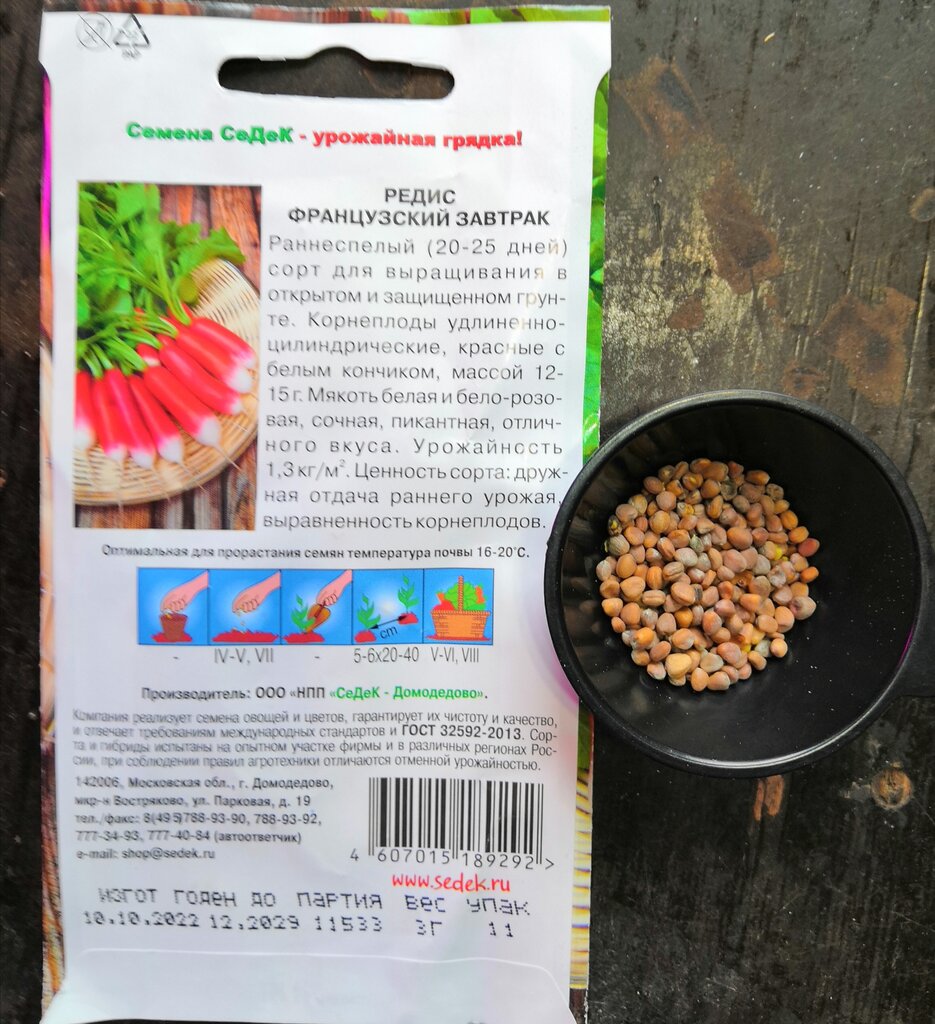 Семена СеДеК - урожайная грядка!
РЕДИС
ФРАНЦУЗСКИЙ ЗАВТРАК
Раннеспелый (20-25 дней)
сорт для выращивания в
открытом и защищенном грун-
те. Корнеплоды удлиненно-
цилиндрические, красные с
белым кончиком, массой 12-
15 г. Мякоть белая и бело-розо-
вая, сочная, пикантная, отлич-
ного вкуса. Урожайность
1,3 кг/м². Ценность сорта: друж-
ная отдача раннего урожая,
выравненность корнеплодов.
Оптимальная для прорастания семян температура почвы 16-20°С.
cm
- IV-V, VII - 5-6x20-40 V-VI, VIII
Производитель: ООО «НПП «СеДеК - Домодедово».
Компания реализует семена овощей и цветов, гарантирует их чистоту и качество,
и отвечает требованиям международных стандартов и ГОСТ 32592-2013. Сор-
та и гибриды испытаны на опытном участке фирмы и в различных регионах Рос-
сии, при соблюдении правил агротехники отличаются отменной урожайностью.
142006, Московская обл., г. Домодедово,
мкр-н Востряково, ул. Парковая, д. 19
тел./факс: 8(495)788-93-90, 788-93-92,
777-34-93, 777-40-84 (автоответчик)
e-mail: shop@sedek.ru
4 607015 189292 >
www.sedek.ru
ИЗГОТ ГОДЕН ДО ПАРТИЯ ВЕС УПАК
10.10.2022 12.2029 11533 3Г 11